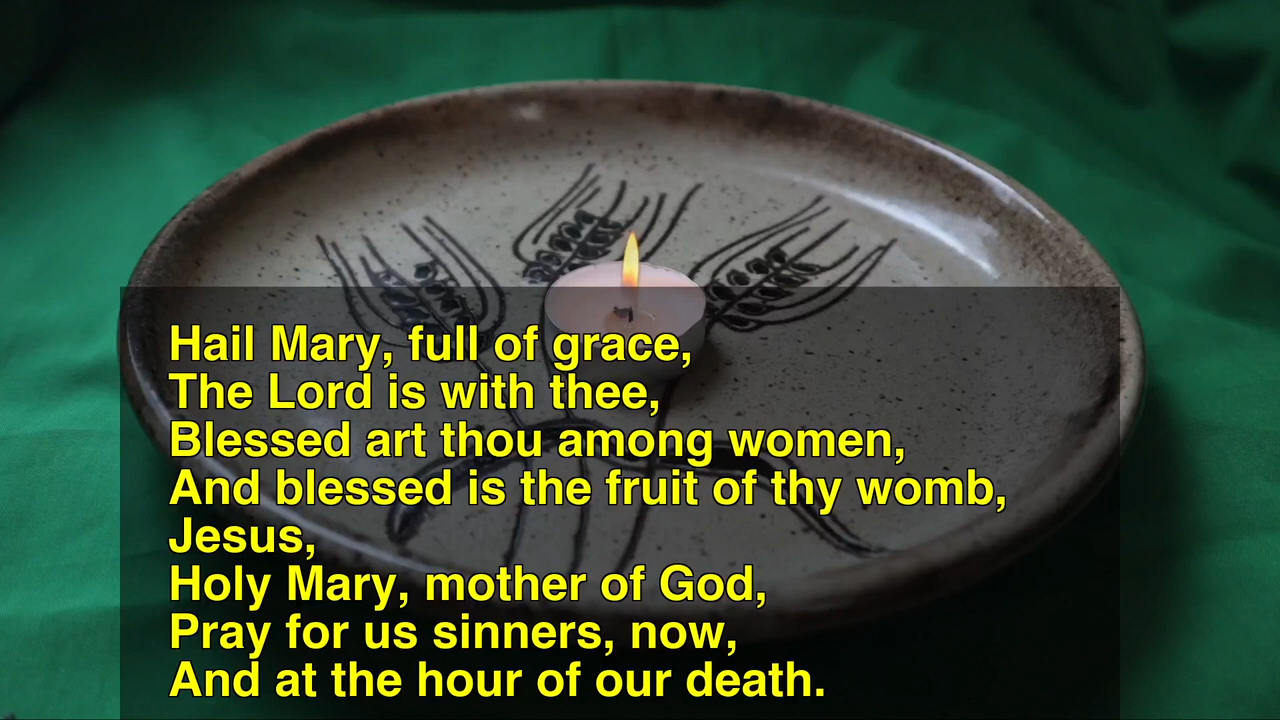 Hail Mary, full of grace,
The Lord is with thee,
Blessed art thou among women,
And blessed is the fruit of thy womb,
Jesus,
Holy Mary, mother of God,
Pray for us sinners, now,
And at the hour of our death.